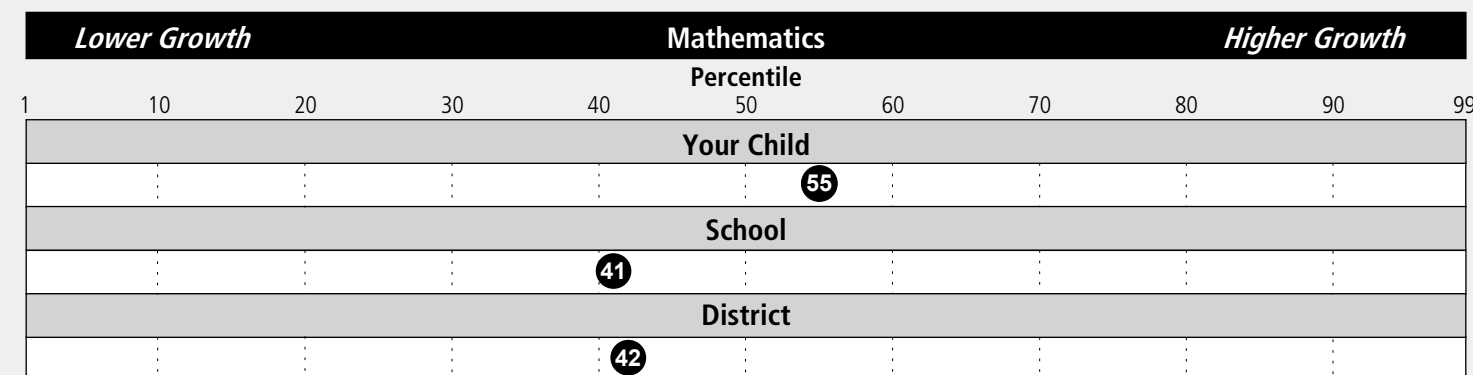 Lower Growth Mathematics Higher Growth
Percentile
1 10 20 30 40 50 60 70 80 90 99
Your Child
55
School
41
District
42